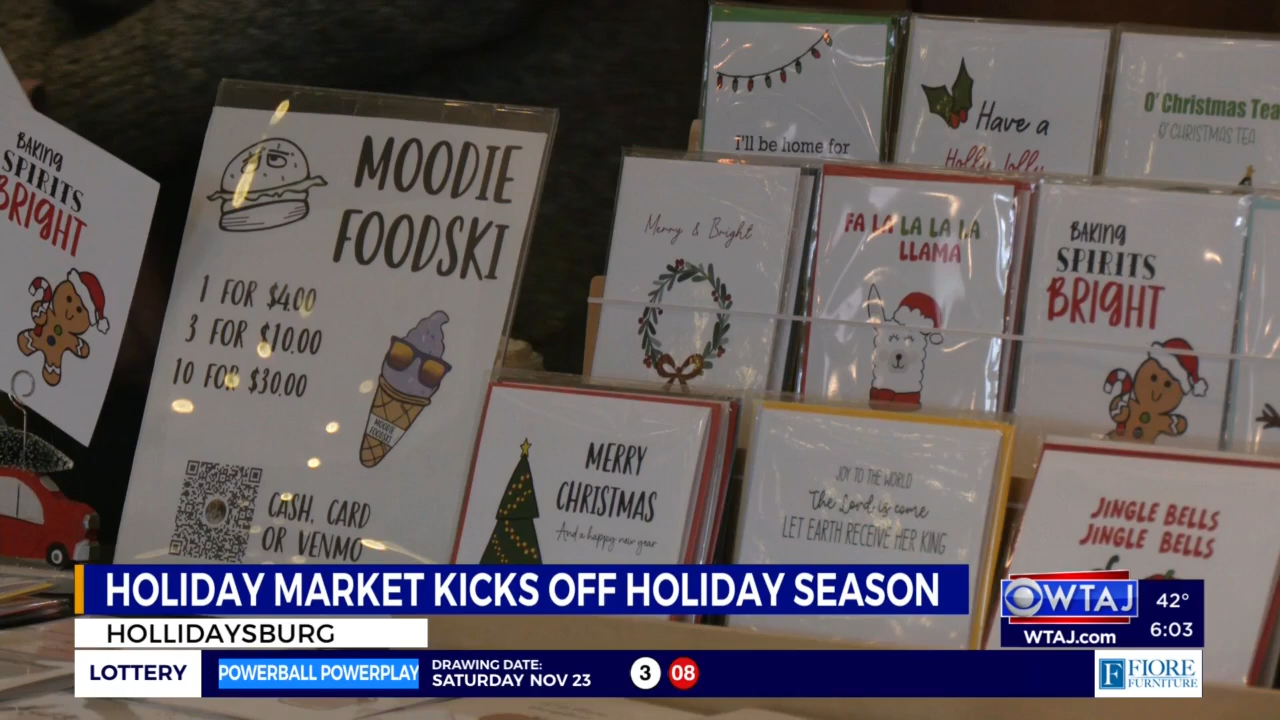 BAKING
SPIRITS
BRIGHT
MOODIE
FOODSKI
1 FOR $4.00
3 FOR $10.00
10 FOR $30.00
MOODIE
FOODSKI
CASH, CARD
OR VENMO
I'll be home for
Have a
Holly Jolly
O' Christmas Tea
O' CHRISTMAS TEA
Merry & Bright
FA LA LA LA LA
LLAMA
BAKING
SPIRITS
BRIGHT
MERRY
CHRISTMAS
And a happy new year
JOY TO THE WORLD
The Lord is come
LET EARTH RECEIVE HER KING
JINGLE BELLS
JINGLE BELLS
HOLIDAY MARKET KICKS OFF HOLIDAY SEASON
HOLLIDAYSBURG
WTAJ
WTAJ.com
42°
6:03
LOTTERY
POWERBALL POWERPLAY
DRAWING DATE:
SATURDAY NOV 23
3 08
F FIORE
FURNITURE